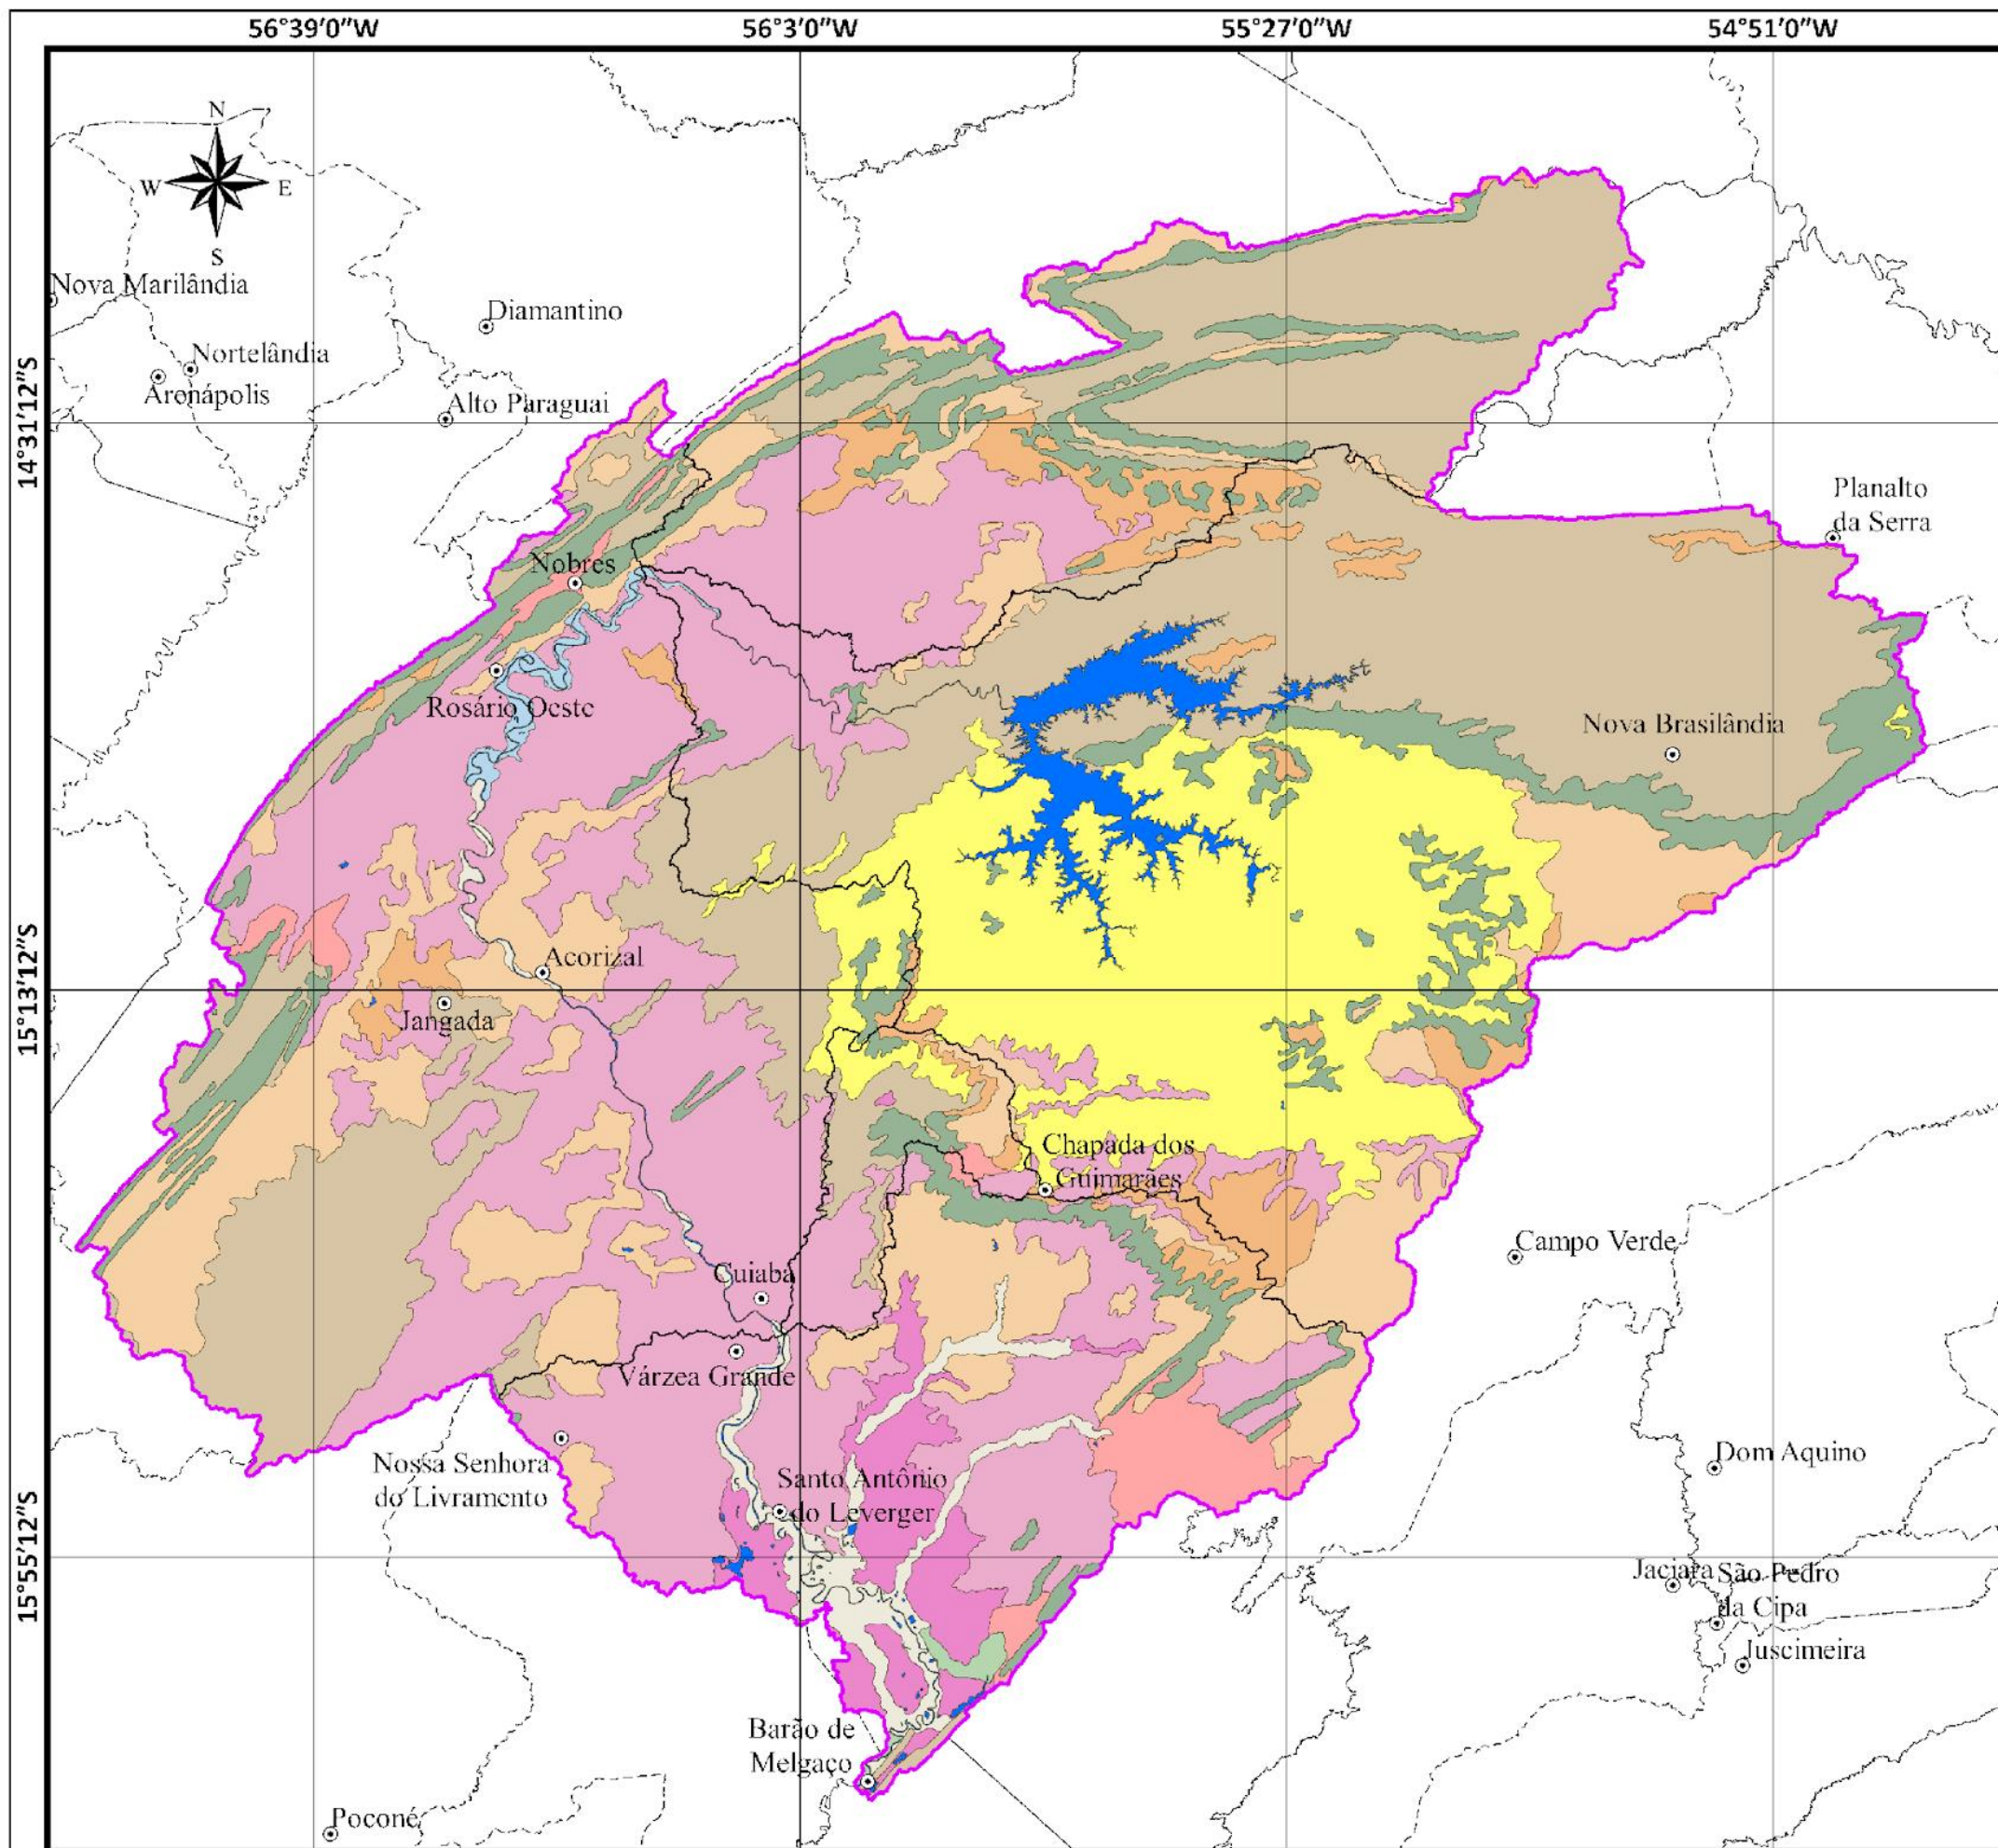 56°39'0"W 56°3'0"W 55°27'0"W 54°51'0"W
N
W E
S
Nova Marilândia
Diamantino
Nortelândia
14°31'12"S
Arenápolis
Alto Paraguai
Planalto
da Serra
Nobres
Rosário Oeste
Nova Brasilândia
15°13'12"S
Acorizal
Jangada
Chapada dos
Guimarães
Campo Verde
Cuiabá
Várzea Grande
Nossa Senhora
do Livramento
Santo Antônio
do Leverger
Dom Aquino
15°55'12"S
Jaciara
São Pedro
da Cipa
Juscimeira
Barão de
Melgaço
Poconé